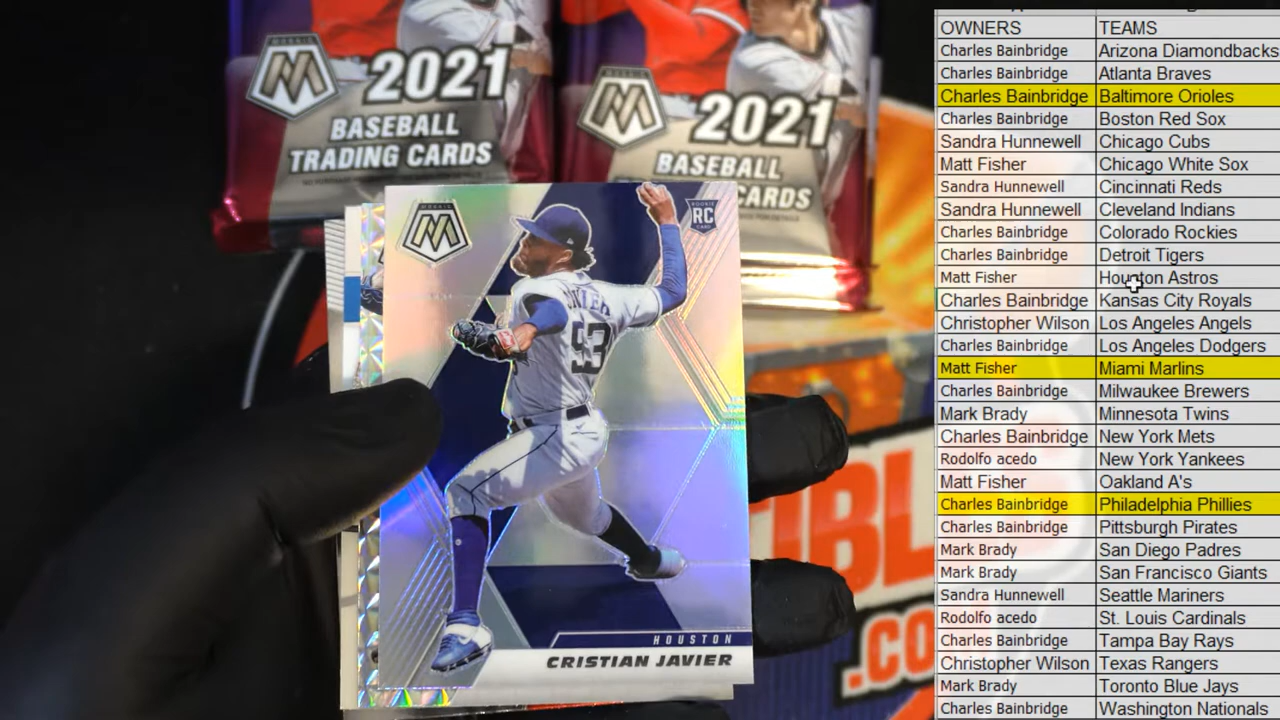 MOSAIC
2021
BASEBALL
TRADING CARDS
MOSAIC
2021
BASEBALL
CARDS
MOSAIC
ROOKIE
RC
CARD
JAVIER
53
HOUSTON
CRISTIAN JAVIER
IBL
.CO
OWNERS TEAMS
Charles Bainbridge Arizona Diamondbacks
Charles Bainbridge Atlanta Braves
Charles Bainbridge Baltimore Orioles
Charles Bainbridge Boston Red Sox
Sandra Hunnewell Chicago Cubs
Matt Fisher Chicago White Sox
Sandra Hunnewell Cincinnati Reds
Sandra Hunnewell Cleveland Indians
Charles Bainbridge Colorado Rockies
Charles Bainbridge Detroit Tigers
Matt Fisher Houston Astros
Charles Bainbridge Kansas City Royals
Christopher Wilson Los Angeles Angels
Charles Bainbridge Los Angeles Dodgers
Matt Fisher Miami Marlins
Charles Bainbridge Milwaukee Brewers
Mark Brady Minnesota Twins
Charles Bainbridge New York Mets
Rodolfo acedo New York Yankees
Matt Fisher Oakland A's
Charles Bainbridge Philadelphia Phillies
Charles Bainbridge Pittsburgh Pirates
Mark Brady San Diego Padres
Mark Brady San Francisco Giants
Sandra Hunnewell Seattle Mariners
Rodolfo acedo St. Louis Cardinals
Charles Bainbridge Tampa Bay Rays
Christopher Wilson Texas Rangers
Mark Brady Toronto Blue Jays
Charles Bainbridge Washington Nationals